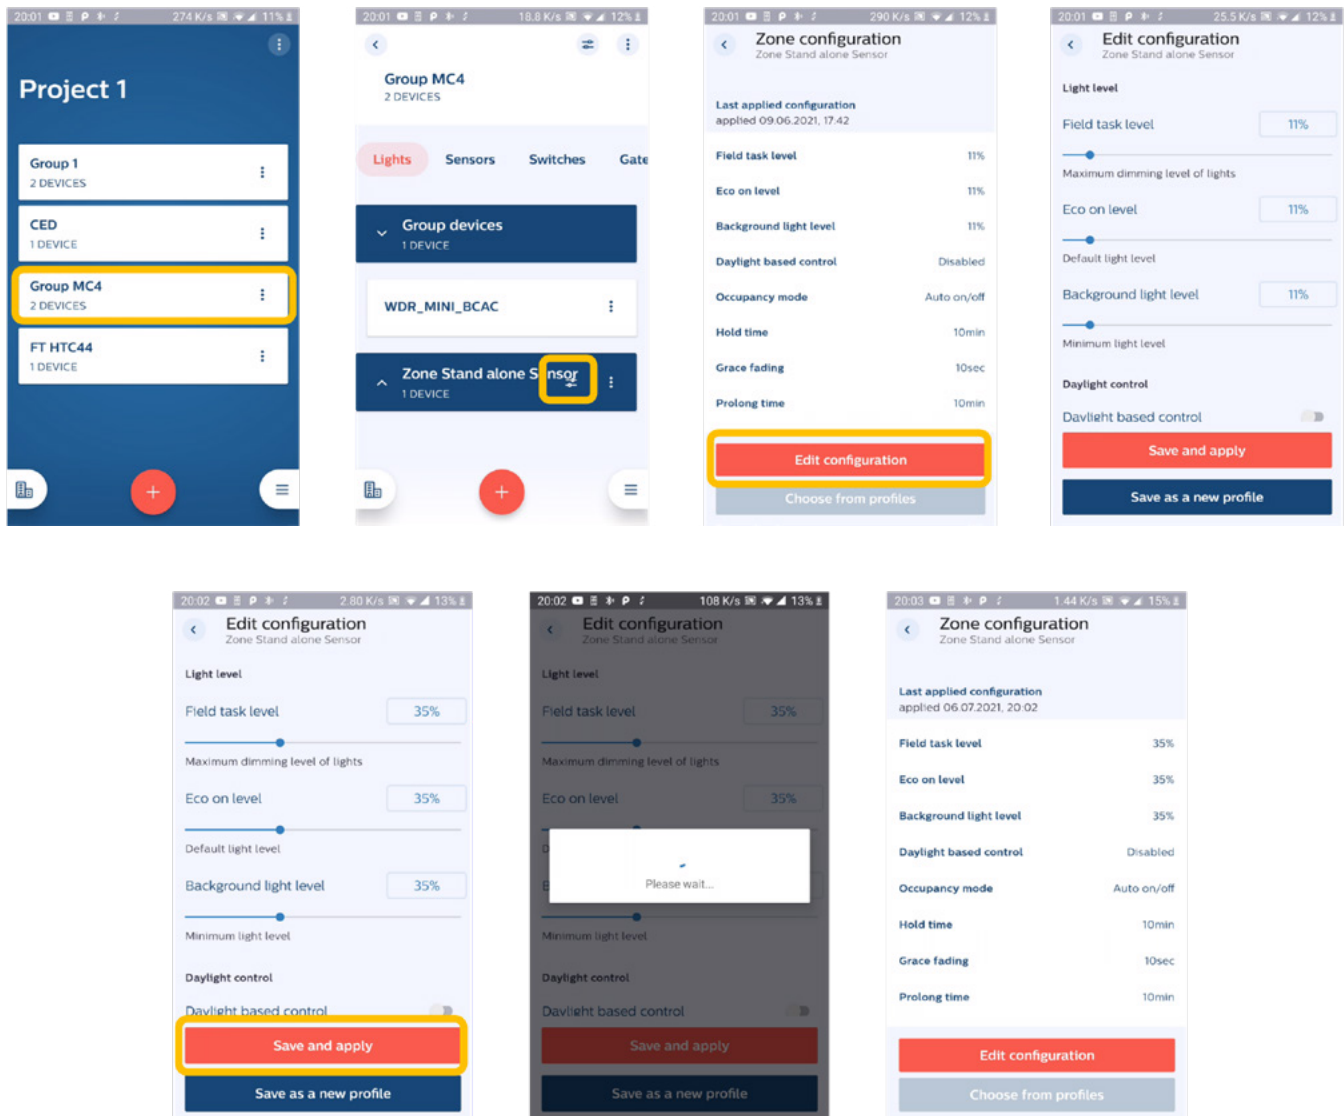 20:01
274 K/s
11%
Project 1
Group 1
2 DEVICES
CED
1 DEVICE
Group MC4
2 DEVICES
FT HTC44
1 DEVICE
20:01
18.8 K/s
12%
Group MC4
2 DEVICES
Lights Sensors Switches Gate
Group devices
1 DEVICE
WDR_MINI_BCAC
Zone Stand alone Sensor
1 DEVICE
20:01
290 K/s
12%
Zone configuration
Zone Stand alone Sensor
Last applied configuration
applied 09.06.2021, 17:42
Field task level 11%
Eco on level 11%
Background light level 11%
Daylight based control Disabled
Occupancy mode Auto on/off
Hold time 10min
Grace fading 10sec
Prolong time 10min
Edit configuration
Choose from profiles
20:01
25.5 K/s
12%
Edit configuration
Zone Stand alone Sensor
Light level
Field task level 11%
Maximum dimming level of lights
Eco on level 11%
Default light level
Background light level 11%
Minimum light level
Daylight control
Daylight based control
Save and apply
Save as a new profile
20:02
2.80 K/s
13%
Edit configuration
Zone Stand alone Sensor
Light level
Field task level 35%
Maximum dimming level of lights
Eco on level 35%
Default light level
Background light level 35%
Minimum light level
Daylight control
Daylight based control
Save and apply
Save as a new profile
20:02
108 K/s
13%
Edit configuration
Zone Stand alone Sensor
Light level
Field task level 35%
Maximum dimming level of lights
Eco on level 35%
D
Please wait...
B
Minimum light level
Daylight control
Daylight based control
Save and apply
Save as a new profile
20:03
1.44 K/s
15%
Zone configuration
Zone Stand alone Sensor
Last applied configuration
applied 06.07.2021, 20:02
Field task level 35%
Eco on level 35%
Background light level 35%
Daylight based control Disabled
Occupancy mode Auto on/off
Hold time 10min
Grace fading 10sec
Prolong time 10min
Edit configuration
Choose from profiles